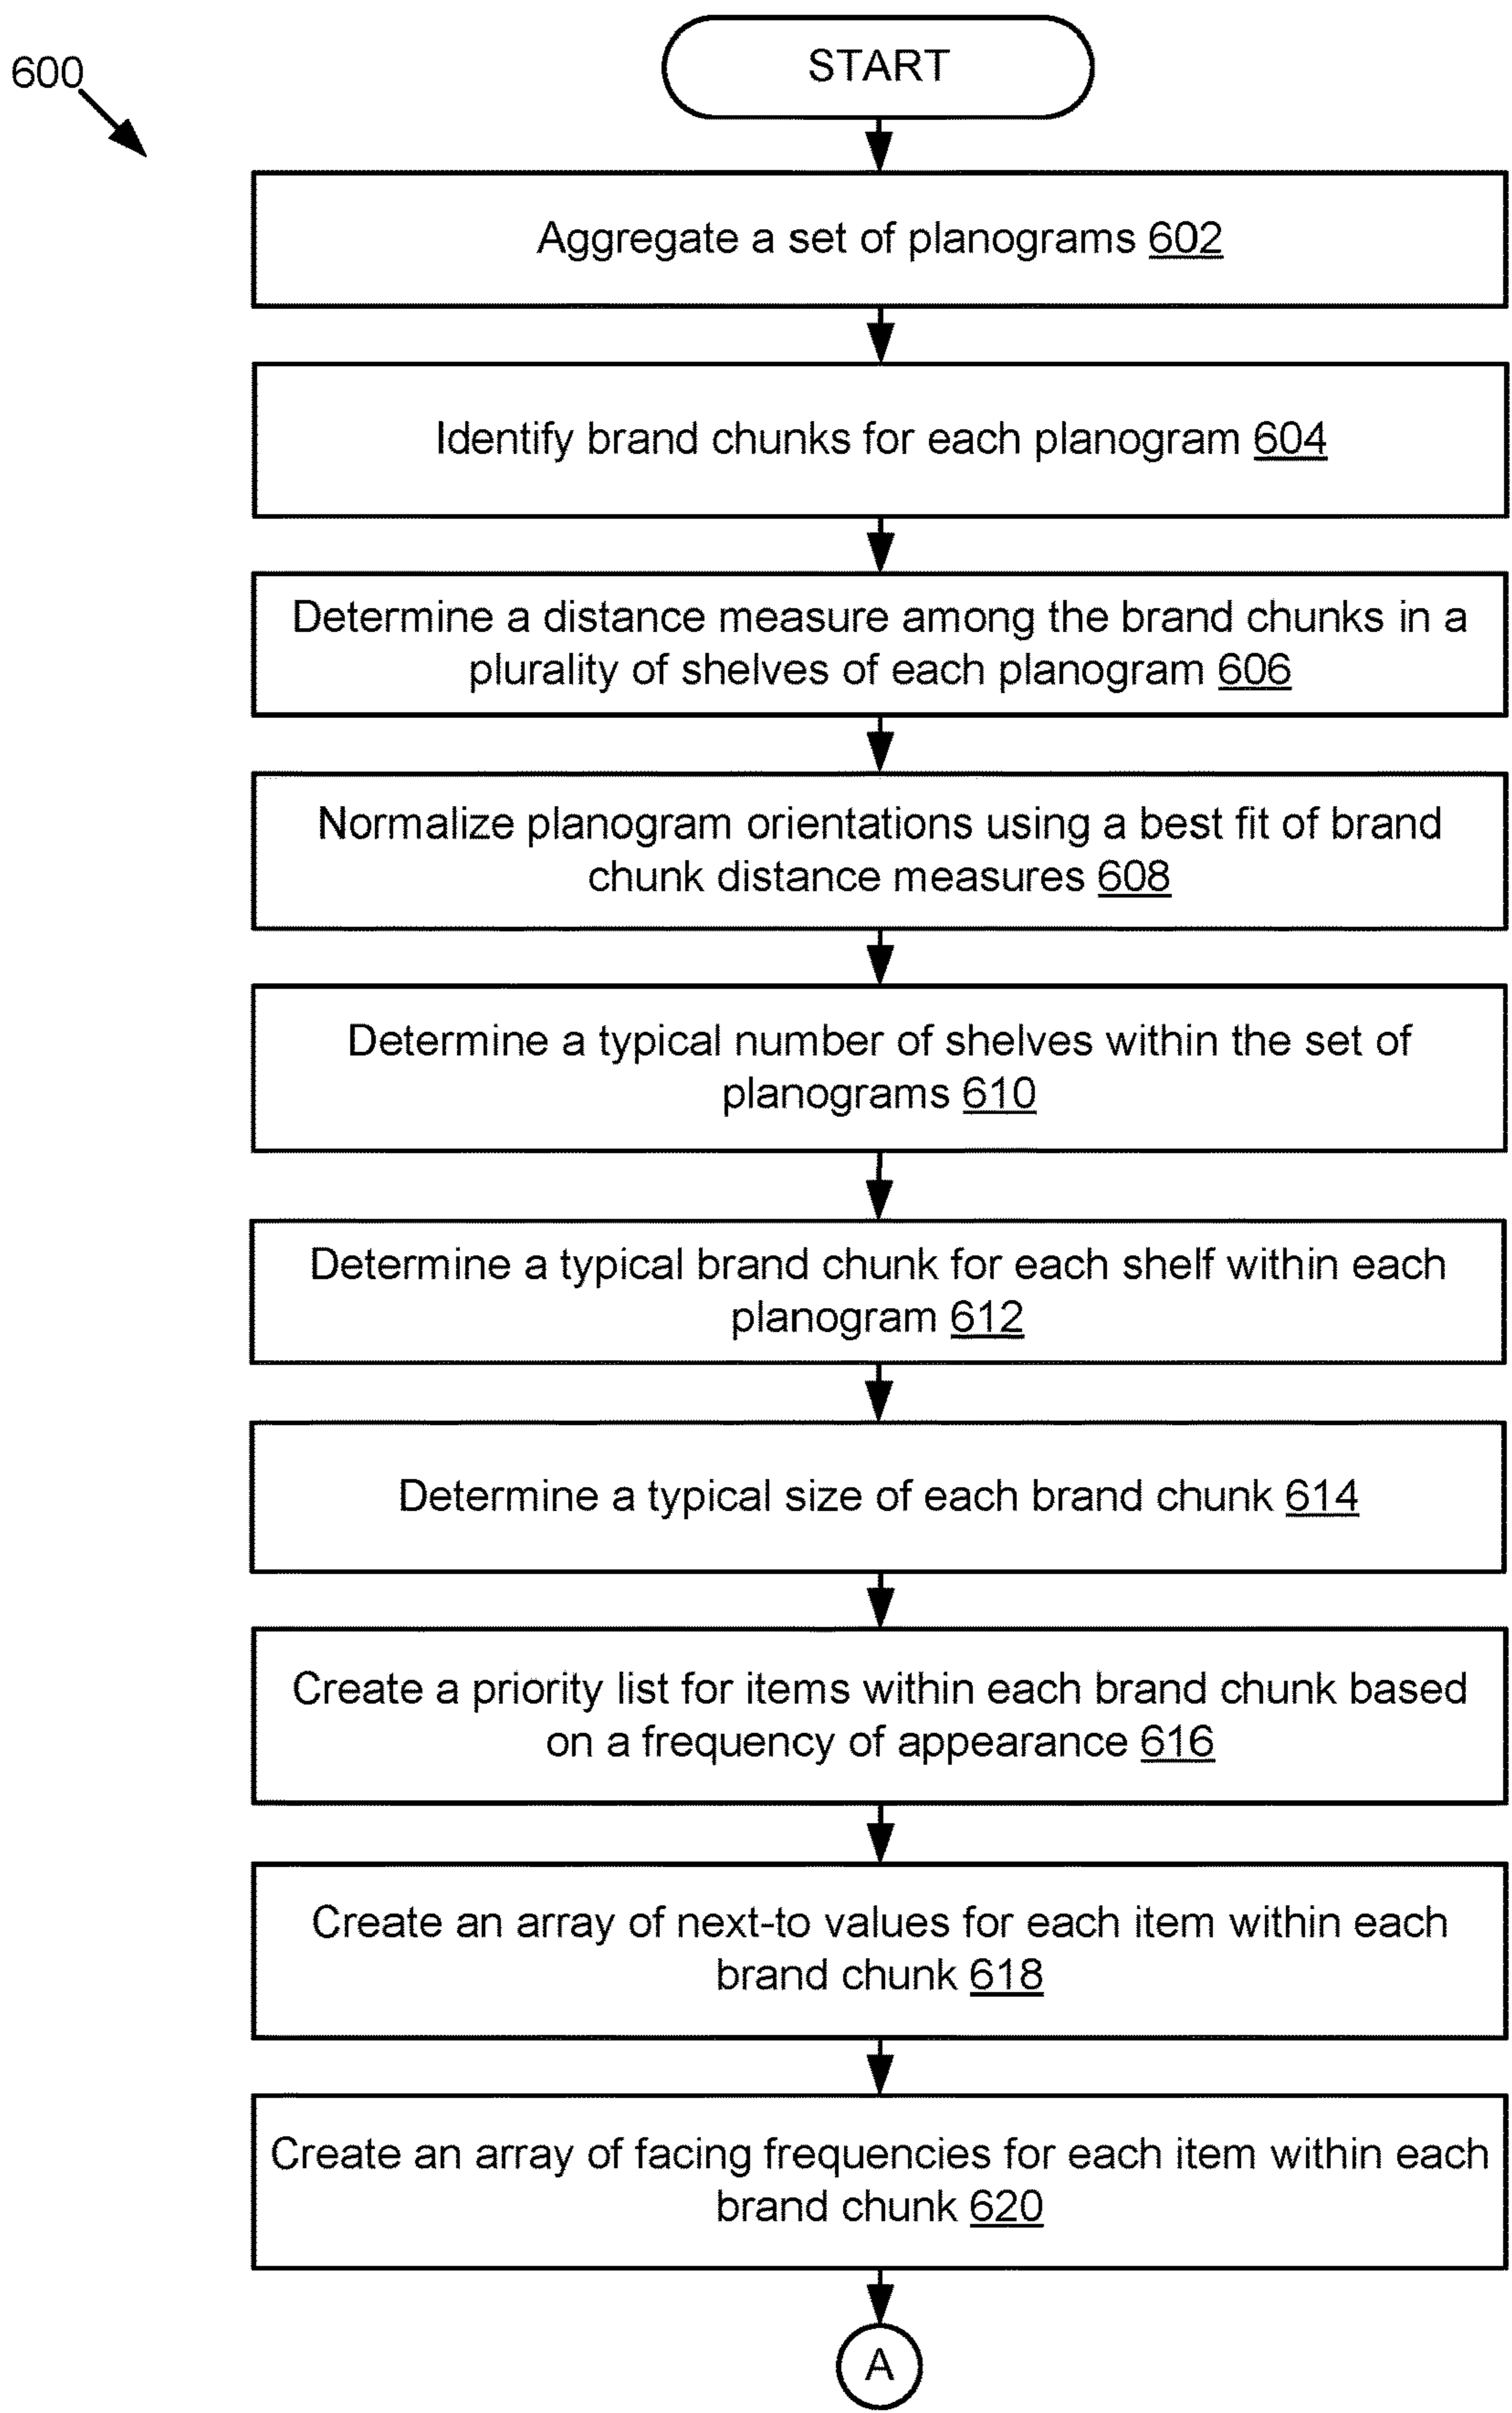 600
START
Aggregate a set of planograms 602
Identify brand chunks for each planogram 604
Determine a distance measure among the brand chunks in a
plurality of shelves of each planogram 606
Normalize planogram orientations using a best fit of brand
chunk distance measures 608
Determine a typical number of shelves within the set of
planograms 610
Determine a typical brand chunk for each shelf within each
planogram 612
Determine a typical size of each brand chunk 614
Create a priority list for items within each brand chunk based
on a frequency of appearance 616
Create an array of next-to values for each item within each
brand chunk 618
Create an array of facing frequencies for each item within each
brand chunk 620
A